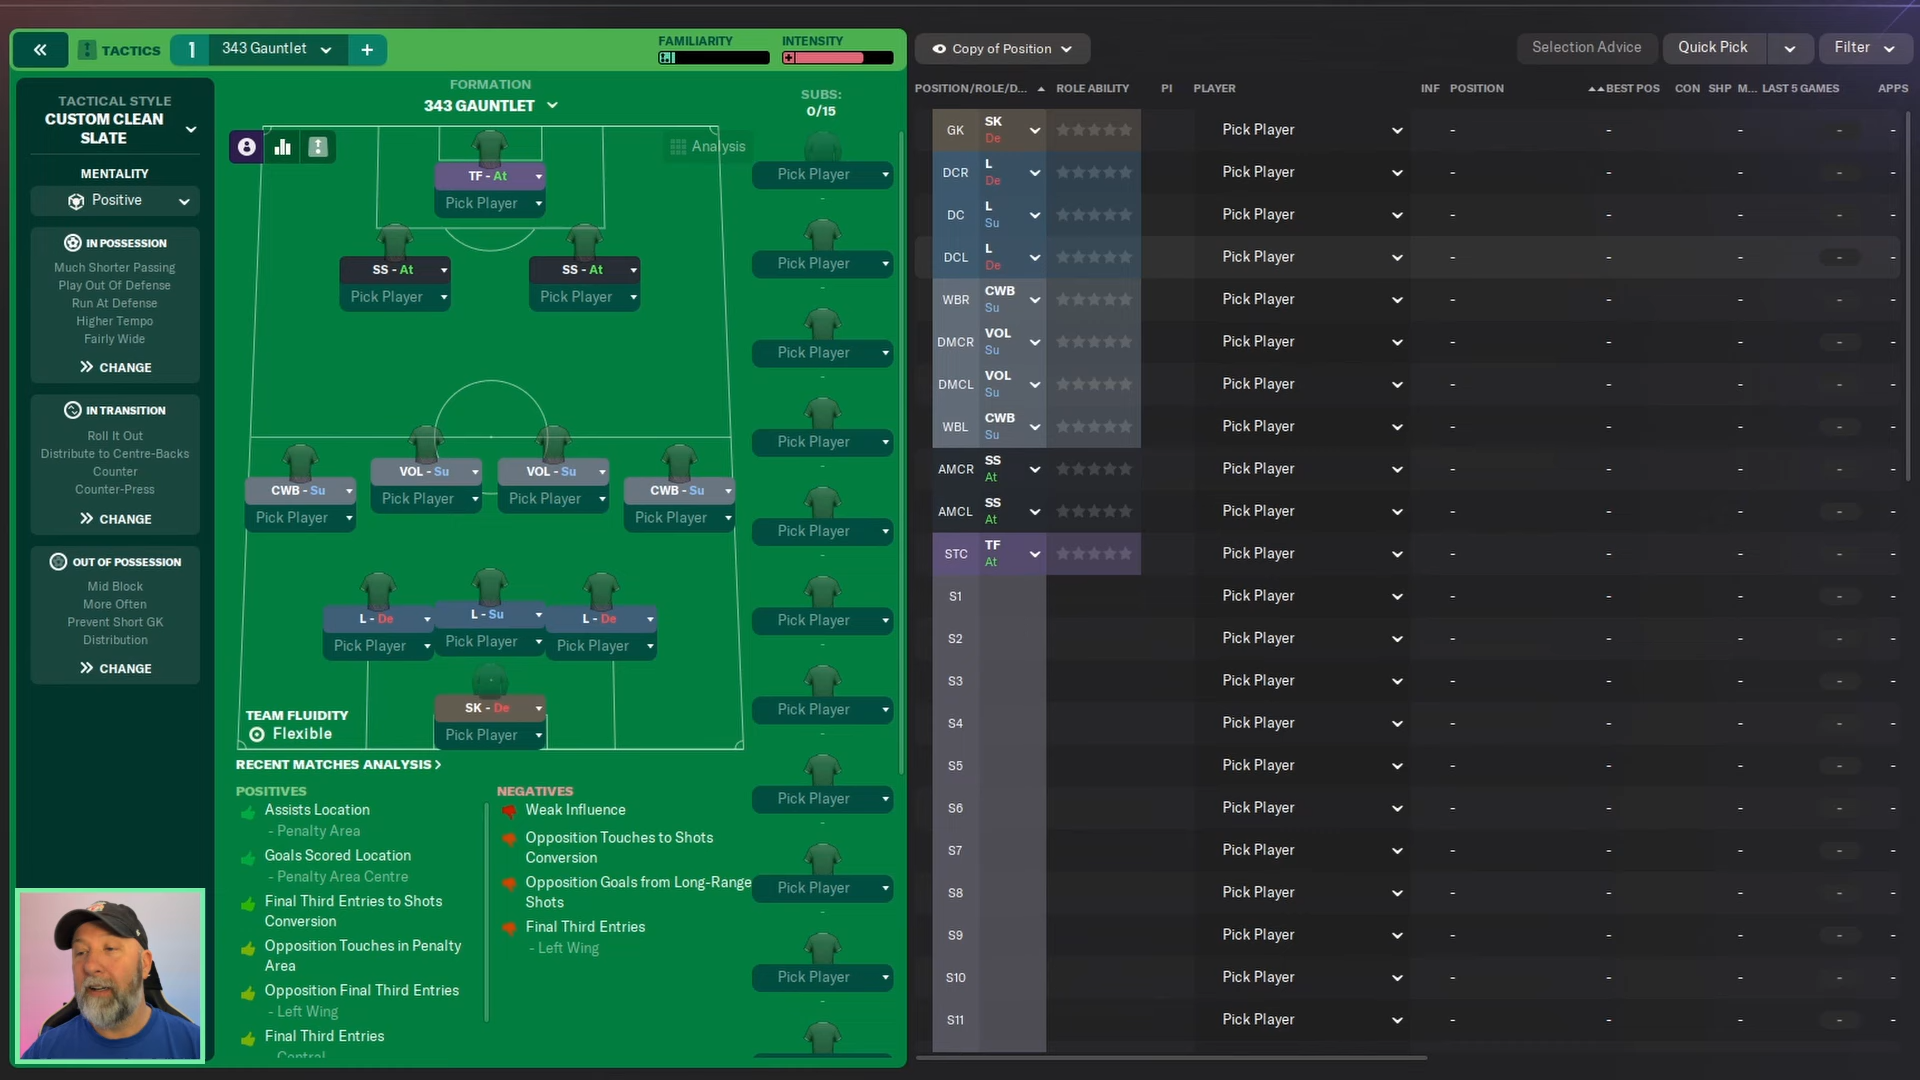 TACTICS
1
343 Gauntlet
+
FAMILIARITY
INTENSITY
TACTICAL STYLE
CUSTOM CLEAN
SLATE
MENTALITY
Positive
IN POSSESSION
Much Shorter Passing
Play Out Of Defense
Run At Defense
Higher Tempo
Fairly Wide
CHANGE
IN TRANSITION
Roll It Out
Distribute to Centre-Backs
Counter
Counter-Press
CHANGE
OUT OF POSSESSION
Mid Block
More Often
Prevent Short GK
Distribution
CHANGE
FORMATION
343 GAUNTLET
SUBS:
0/15
Analysis
TF - At
Pick Player
SS - At
Pick Player
SS - At
Pick Player
CWB - Su
Pick Player
VOL - Su
Pick Player
VOL - Su
Pick Player
CWB - Su
Pick Player
L - De
Pick Player
L - Su
Pick Player
L - De
Pick Player
SK - De
Pick Player
TEAM FLUIDITY
Flexible
Pick Player
-
Pick Player
-
Pick Player
-
Pick Player
-
Pick Player
-
Pick Player
-
Pick Player
-
Pick Player
-
Pick Player
-
Pick Player
-
RECENT MATCHES ANALYSIS
POSITIVES
Assists Location
- Penalty Area
Goals Scored Location
- Penalty Area Centre
Final Third Entries to Shots
Conversion
Opposition Touches in Penalty
Area
Opposition Final Third Entries
- Left Wing
Final Third Entries
- Central
NEGATIVES
Weak Influence
Opposition Touches to Shots
Conversion
Opposition Goals from Long-Range
Shots
Final Third Entries
- Left Wing
Copy of Position
Selection Advice
Quick Pick
Filter
POSITION/ROLE/D... ROLE ABILITY PI PLAYER INF POSITION BEST POS CON SHP M... LAST 5 GAMES APPS
GK SK De Pick Player - - - - -
DCR L De Pick Player - - - - -
DC L Su Pick Player - - - - -
DCL L De Pick Player - - - - -
WBR CWB Su Pick Player - - - - -
DMCR VOL Su Pick Player - - - - -
DMCL VOL Su Pick Player - - - - -
WBL CWB Su Pick Player - - - - -
AMCR SS At Pick Player - - - - -
AMCL SS At Pick Player - - - - -
STC TF At Pick Player - - - - -
S1 Pick Player - - - - -
S2 Pick Player - - - - -
S3 Pick Player - - - - -
S4 Pick Player - - - - -
S5 Pick Player - - - - -
S6 Pick Player - - - - -
S7 Pick Player - - - - -
S8 Pick Player - - - - -
S9 Pick Player - - - - -
S10 Pick Player - - - - -
S11 Pick Player - - - - -